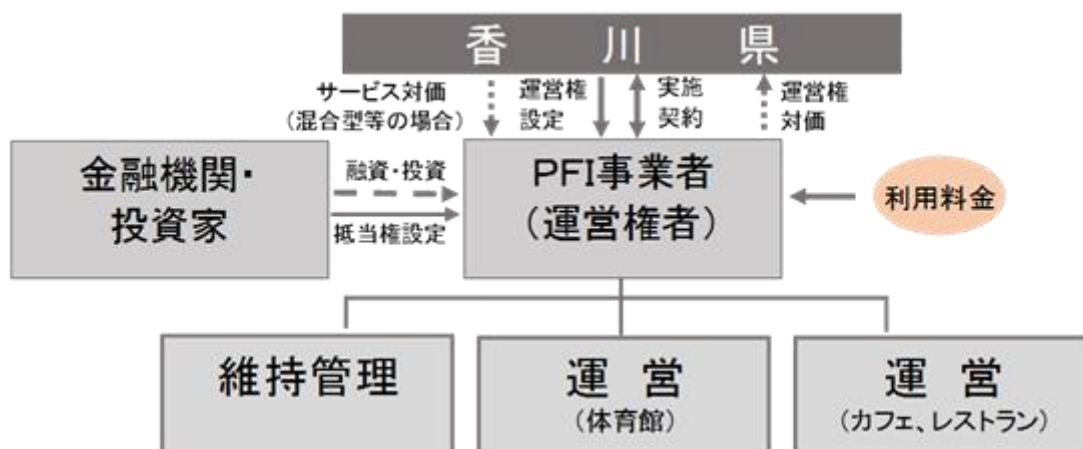 香 川 県
サービス対価
(混合型等の場合)
運営権
設定
実施
契約
運営権
対価
金融機関・
投資家
融資・投資
抵当権設定
PFI事業者
(運営権者)
利用料金
維持管理
運 営
(体育館)
運 営
(カフェ、レストラン)